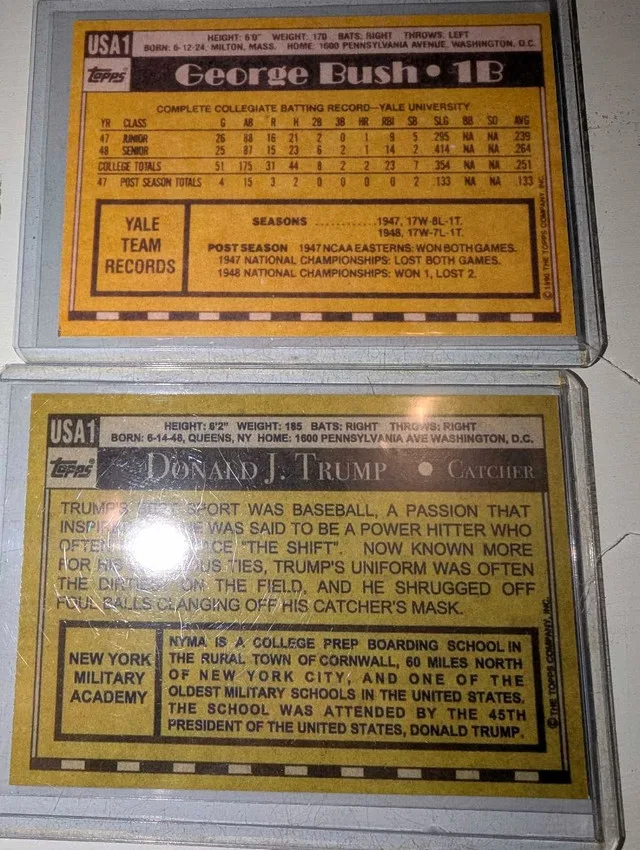 USA1
HEIGHT: 6'0" WEIGHT: 170 BATS: RIGHT THROWS: LEFT
BORN: 6-12-24, MILTON, MASS. HOME: 1600 PENNSYLVANIA AVENUE, WASHINGTON, D.C.
topps
George Bush • 1B
COMPLETE COLLEGIATE BATTING RECORD—YALE UNIVERSITY
YR CLASS G AB R H 2B 3B HR RBI SB SLG BB SO AVG
47 JUNIOR 26 88 16 21 2 0 1 9 5 295 NA NA 239
48 SENIOR 25 87 15 23 6 2 1 14 2 414 NA NA 264
COLLEGE TOTALS 51 175 31 44 8 2 2 23 7 354 NA NA 251
47 POST SEASON TOTALS 4 15 3 2 0 0 0 0 2 133 NA NA 133
YALE
TEAM
RECORDS
SEASONS ............1947, 17W-8L-1T.
1948, 17W-7L-1T.
POST SEASON 1947 NCAA EASTERNS: WON BOTH GAMES.
1947 NATIONAL CHAMPIONSHIPS: LOST BOTH GAMES.
1948 NATIONAL CHAMPIONSHIPS: WON 1, LOST 2.
© 1990 THE TOPPS COMPANY, INC.
USA1
HEIGHT: 6'2" WEIGHT: 185 BATS: RIGHT THROWS: RIGHT
BORN: 6-14-46, QUEENS, NY HOME: 1600 PENNSYLVANIA AVE WASHINGTON, D.C.
topps
DONALD J. TRUMP • CATCHER
TRUMP'S SPORT WAS BASEBALL, A PASSION THAT
HE WAS SAID TO BE A POWER HITTER WHO
OFTEN "THE SHIFT". NOW KNOWN MORE
FOR TIES, TRUMP'S UNIFORM WAS OFTEN
THE ON THE FIELD, AND HE SHRUGGED OFF
FOUL BALLS CLANGING OFF HIS CATCHER'S MASK.
NEW YORK
MILITARY
ACADEMY
NYMA IS A COLLEGE PREP BOARDING SCHOOL IN
THE RURAL TOWN OF CORNWALL, 60 MILES NORTH
OF NEW YORK CITY, AND ONE OF THE
OLDEST MILITARY SCHOOLS IN THE UNITED STATES.
THE SCHOOL WAS ATTENDED BY THE 45TH
PRESIDENT OF THE UNITED STATES, DONALD TRUMP.
© THE TOPPS COMPANY, INC.